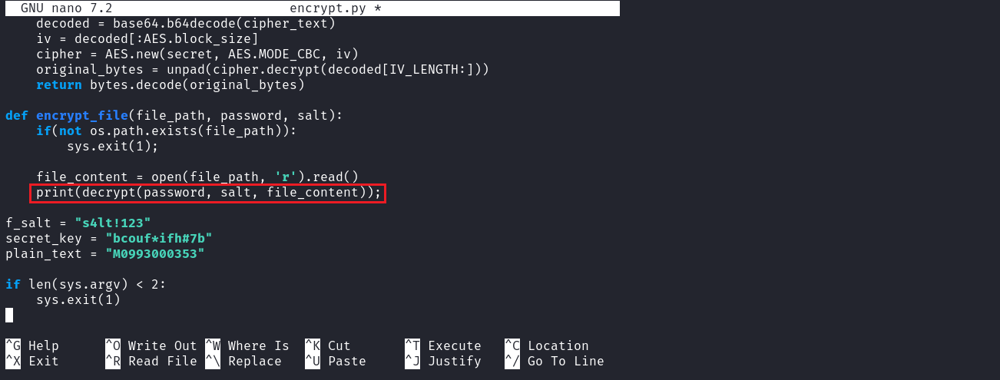 GNU nano 7.2 encrypt.py *
decoded = base64.b64decode(cipher_text)
iv = decoded[:AES.block_size]
cipher = AES.new(secret, AES.MODE_CBC, iv)
original_bytes = unpad(cipher.decrypt(decoded[IV_LENGTH:]))
return bytes.decode(original_bytes)
def encrypt_file(file_path, password, salt):
if(not os.path.exists(file_path)):
sys.exit(1);
file_content = open(file_path, 'r').read()
print(decrypt(password, salt, file_content));
f_salt = "s4lt!123"
secret_key = "bcouf*ifh#7b"
plain_text = "M0993000353"
if len(sys.argv) < 2:
sys.exit(1)
^G Help ^O Write Out ^W Where Is ^K Cut ^T Execute ^C Location
^X Exit ^R Read File ^\ Replace ^U Paste ^J Justify ^/ Go To Line